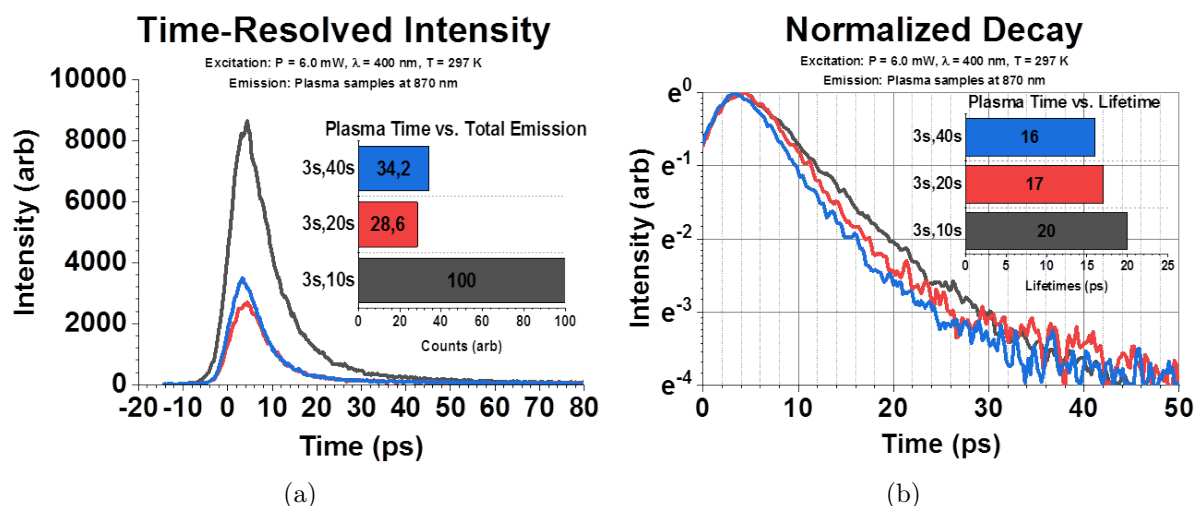 Time-Resolved Intensity
Excitation: P = 6.0 mW, λ = 400 nm, T = 297 K
Emission: Plasma samples at 870 nm
Intensity (arb)
10000
8000
6000
4000
2000
0
-20 -10 0 10 20 30 40 50 60 70 80
Time (ps)
Plasma Time vs. Total Emission
3s,40s 34,2
3s,20s 28,6
3s,10s 100
0 20 40 60 80 100
Counts (arb)
(a)
Normalized Decay
Excitation: P = 6.0 mW, λ = 400 nm, T = 297 K
Emission: Plasma samples at 870 nm
Intensity (arb)
e⁰
e⁻¹
e⁻²
e⁻³
e⁻⁴
0 10 20 30 40 50
Time (ps)
Plasma Time vs. Lifetime
3s,40s 16
3s,20s 17
3s,10s 20
0 5 10 15 20 25
Lifetimes (ps)
(b)